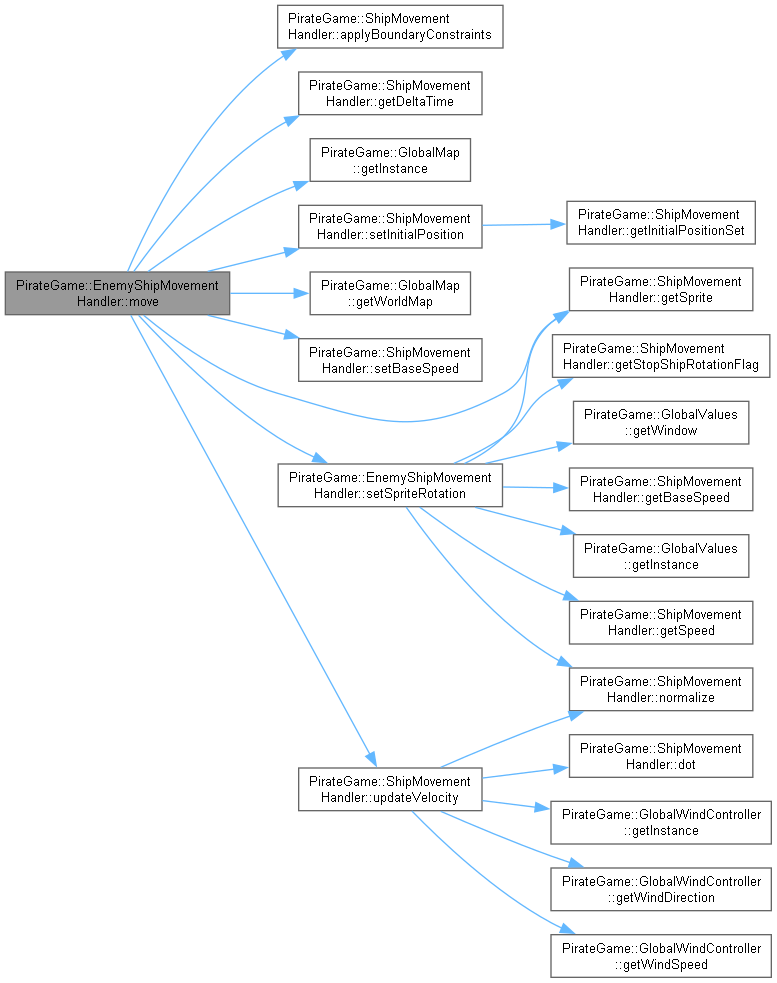 PirateGame::ShipMovement
Handler::applyBoundaryConstraints
PirateGame::ShipMovement
Handler::getDeltaTime
PirateGame::GlobalMap
::getInstance
PirateGame::ShipMovement
Handler::setInitialPosition
PirateGame::ShipMovement
Handler::getInitialPositionSet
PirateGame::EnemyShipMovement
Handler::move
PirateGame::GlobalMap
::getWorldMap
PirateGame::ShipMovement
Handler::getSprite
PirateGame::ShipMovement
Handler::setBaseSpeed
PirateGame::ShipMovement
Handler::getStopShipRotationFlag
PirateGame::GlobalValues
::getWindow
PirateGame::EnemyShipMovement
Handler::setSpriteRotation
PirateGame::ShipMovement
Handler::getBaseSpeed
PirateGame::GlobalValues
::getInstance
PirateGame::ShipMovement
Handler::getSpeed
PirateGame::ShipMovement
Handler::normalize
PirateGame::ShipMovement
Handler::updateVelocity
PirateGame::ShipMovement
Handler::dot
PirateGame::GlobalWindController
::getInstance
PirateGame::GlobalWindController
::getWindDirection
PirateGame::GlobalWindController
::getWindSpeed